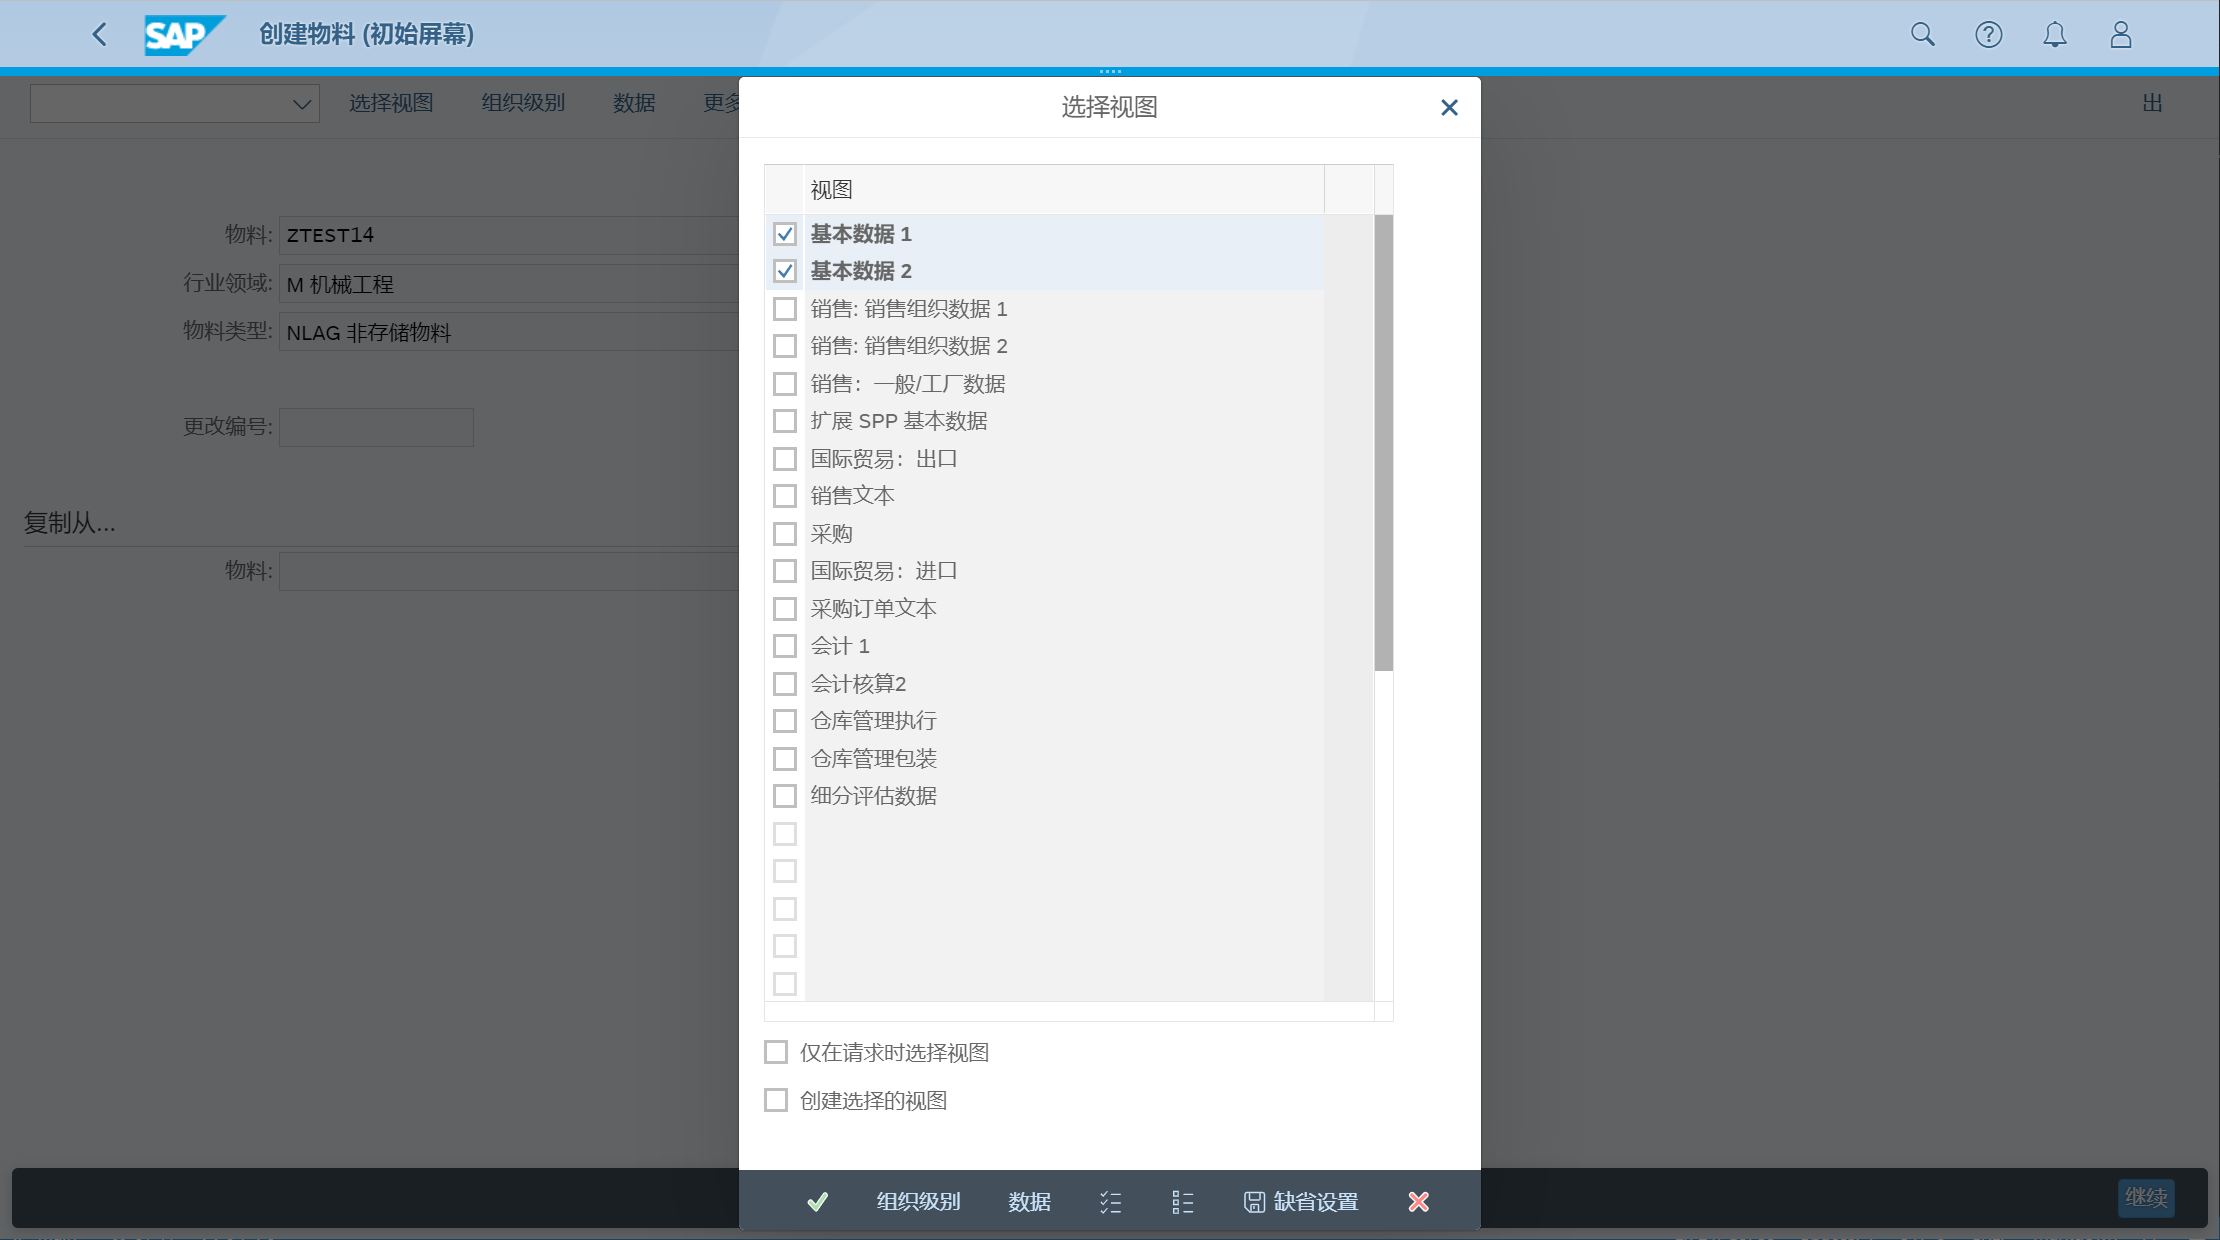 SAP 创建物料 (初始屏幕)
选择视图 组织级别 数据 更多
出
选择视图
视图
物料: ZTEST14
行业领域: M 机械工程
物料类型: NLAG 非存储物料
更改编号:
复制从...
物料:
基本数据 1
基本数据 2
销售: 销售组织数据 1
销售: 销售组织数据 2
销售：一般/工厂数据
扩展 SPP 基本数据
国际贸易：出口
销售文本
采购
国际贸易：进口
采购订单文本
会计 1
会计核算2
仓库管理执行
仓库管理包装
细分评估数据
仅在请求时选择视图
创建选择的视图
组织级别 数据 缺省设置
继续